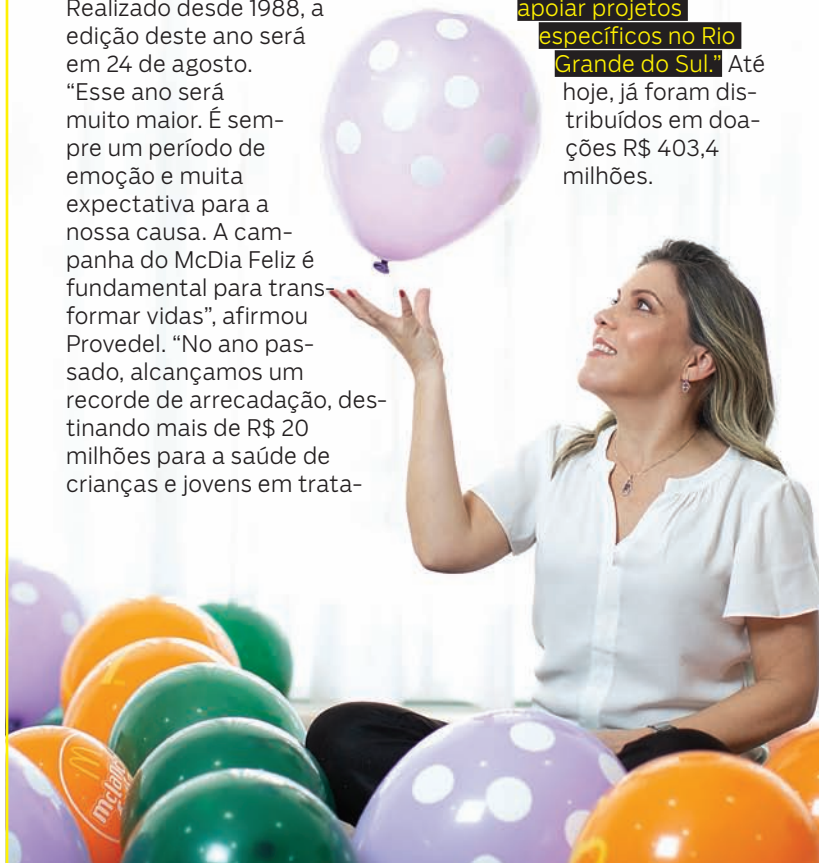 Realizado desde 1988, a
edição deste ano será
em 24 de agosto.
“Esse ano será
muito maior. É sem-
pre um período de
emoção e muita
expectativa para a
nossa causa. A cam-
panha do McDia Feliz é
fundamental para trans-
formar vidas”, afirmou
Provedel. “No ano pas-
sado, alcançamos um
recorde de arrecadação, des-
tinando mais de R$ 20
milhões para a saúde de
crianças e jovens em trata-
apoiar projetos
específicos no Rio
Grande do Sul.” Até
hoje, já foram dis-
tribuídos em doa-
ções R$ 403,4
milhões.